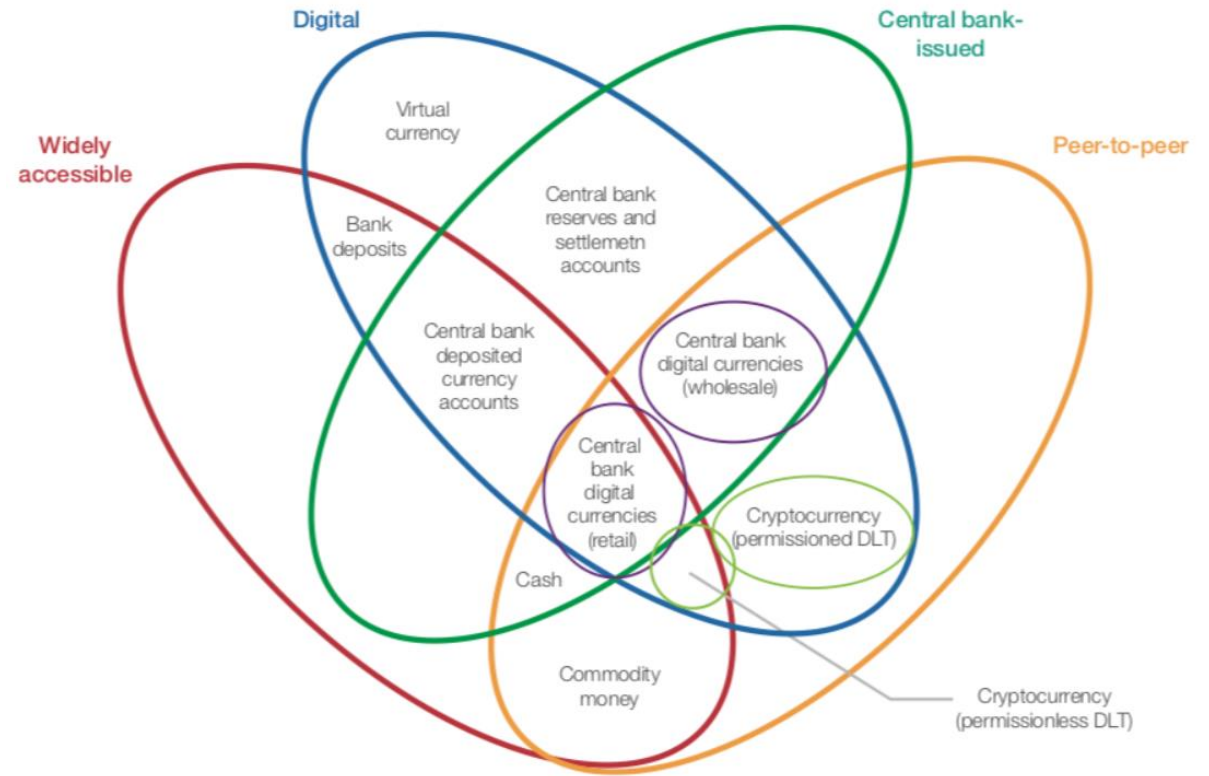 Digital
Central bank-
issued
Widely
accessible
Peer-to-peer
Virtual
currency
Bank
deposits
Central bank
reserves and
settlemetn
accounts
Central bank
deposited
currency
accounts
Central bank
digital currencies
(wholesale)
Central
bank
digital
currencies
(retail)
Cryptocurrency
(permissioned DLT)
Cash
Commodity
money
Cryptocurrency
(permissionless DLT)